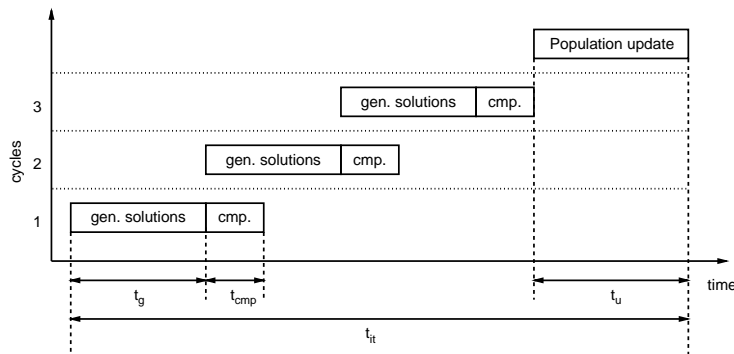 Population update
3 gen. solutions cmp.
2 gen. solutions cmp.
cycles
1 gen. solutions cmp.
time
t_g t_cmp t_u
t_it